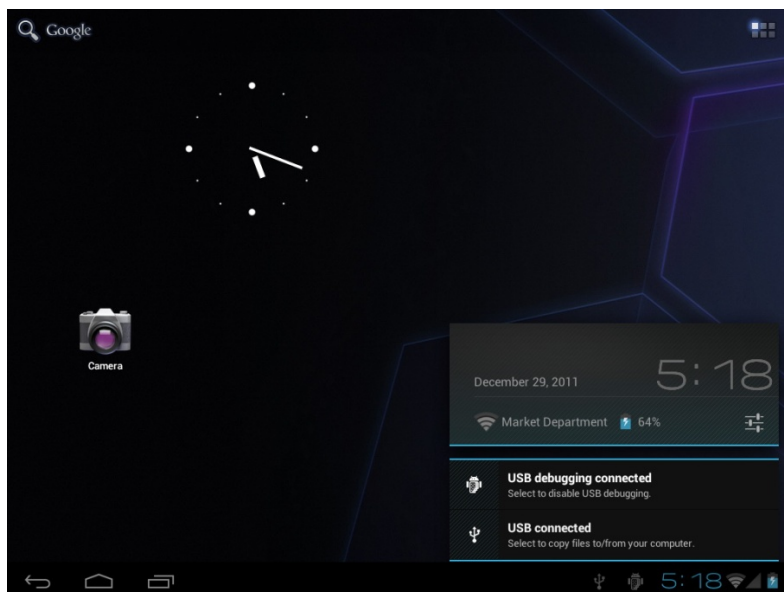 Google
Camera
December 29, 2011
5:18
Market Department
64%
USB debugging connected
Select to disable USB debugging.
USB connected
Select to copy files to/from your computer.
5:18